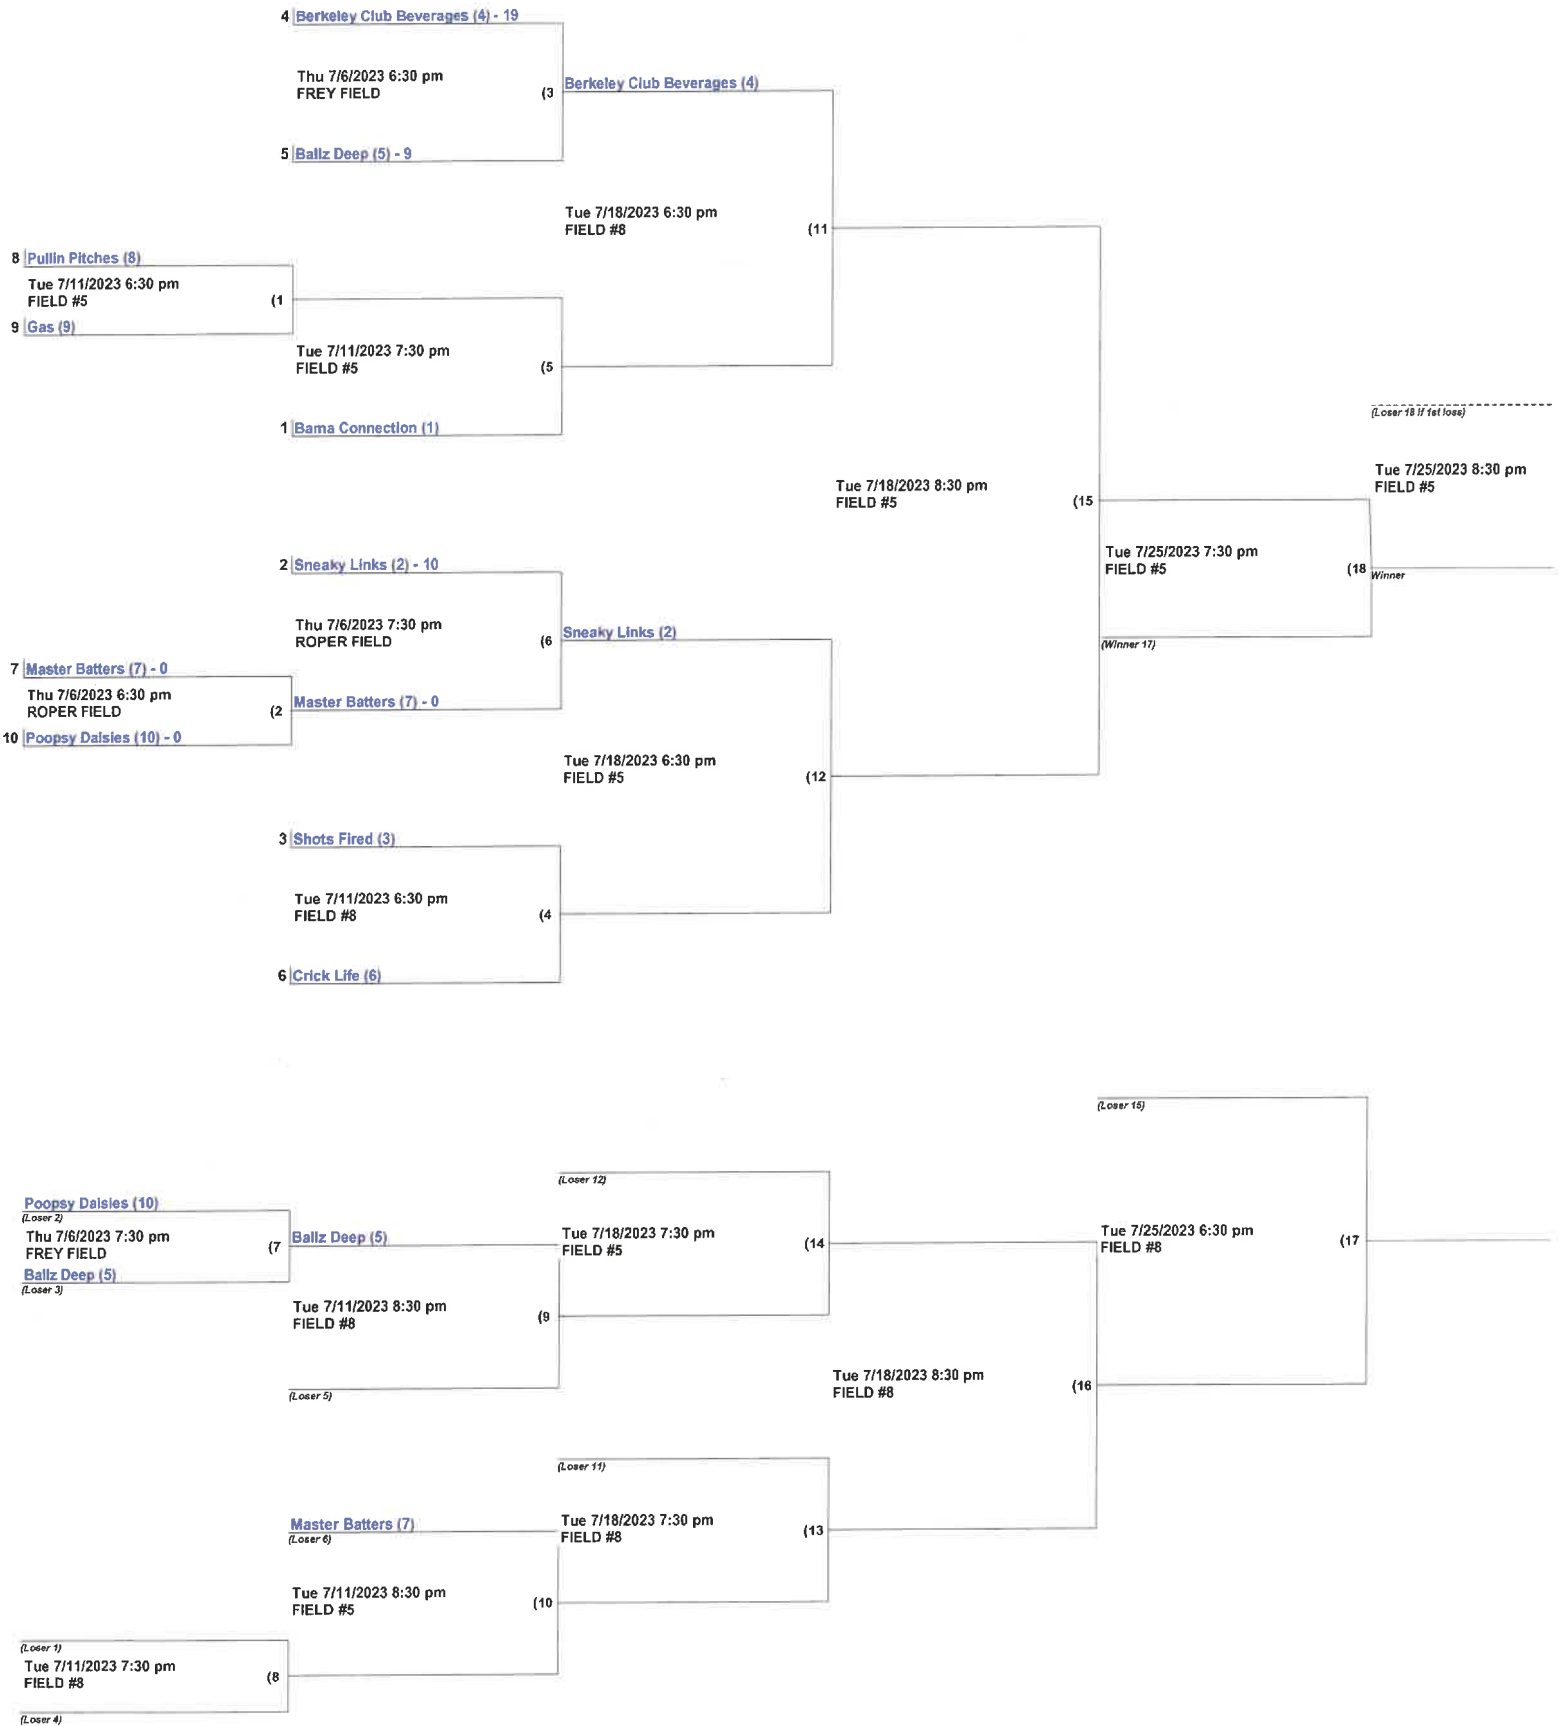 4 Berkeley Club Beverages (4) - 19
Thu 7/6/2023 6:30 pm
FREY FIELD
(3
Berkeley Club Beverages (4)
5 Ballz Deep (5) - 9
Tue 7/18/2023 6:30 pm
FIELD #8
(11
8 Pullin Pitches (8)
Tue 7/11/2023 6:30 pm
FIELD #5
(1
9 Gas (9)
Tue 7/11/2023 7:30 pm
FIELD #5
(5
1 Bama Connection (1)
(Loser 18 if 1st loss)
Tue 7/25/2023 8:30 pm
FIELD #5
Tue 7/18/2023 8:30 pm
FIELD #5
(15
Tue 7/25/2023 7:30 pm
FIELD #5
(18
Winner
2 Sneaky Links (2) - 10
Thu 7/6/2023 7:30 pm
ROPER FIELD
(6
Sneaky Links (2)
(Winner 17)
7 Master Batters (7) - 0
Thu 7/6/2023 6:30 pm
ROPER FIELD
(2
Master Batters (7) - 0
10 Poopsy Daisies (10) - 0
Tue 7/18/2023 6:30 pm
FIELD #5
(12
3 Shots Fired (3)
Tue 7/11/2023 6:30 pm
FIELD #8
(4
6 Crick Life (6)
(Loser 15)
(Loser 12)
Poopsy Daisies (10)
(Loser 2)
Thu 7/6/2023 7:30 pm
FREY FIELD
(7
Ballz Deep (5)
Ballz Deep (5)
(Loser 3)
Tue 7/18/2023 7:30 pm
FIELD #5
(14
Tue 7/25/2023 6:30 pm
FIELD #8
(17
Tue 7/11/2023 8:30 pm
FIELD #8
(9
(Loser 5)
Tue 7/18/2023 8:30 pm
FIELD #8
(16
(Loser 11)
Master Batters (7)
(Loser 6)
Tue 7/18/2023 7:30 pm
FIELD #8
(13
Tue 7/11/2023 8:30 pm
FIELD #5
(10
(Loser 1)
Tue 7/11/2023 7:30 pm
FIELD #8
(8
(Loser 4)